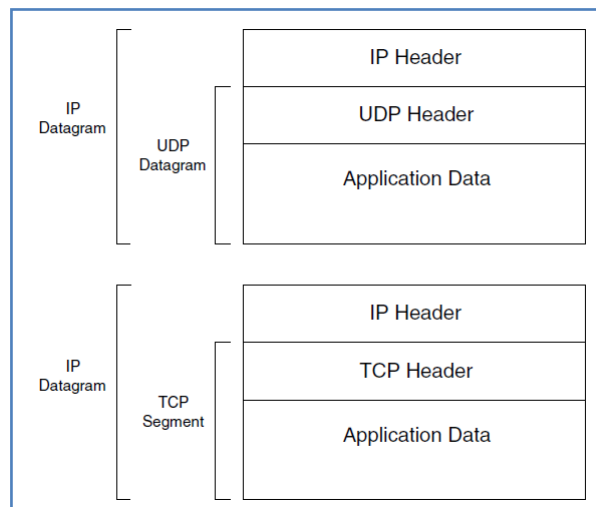 IP Header
IP
Datagram
UDP Header
UDP
Datagram
Application Data
IP Header
IP
Datagram
TCP Header
TCP
Segment
Application Data